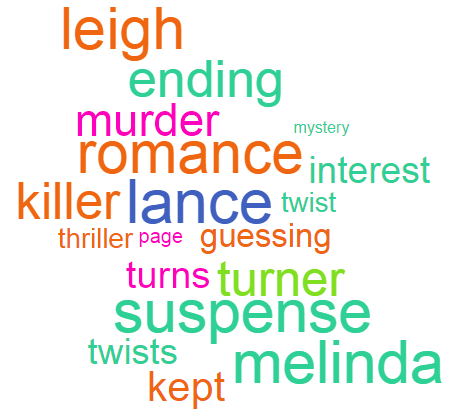 leigh
ending
murder
mystery
romance
interest
killer lance twist
thriller page guessing
turns turner
suspense
twists melinda
kept